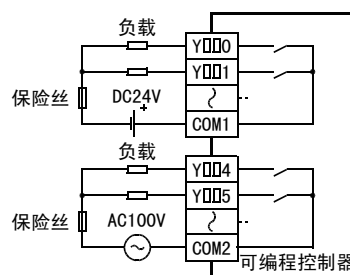 负载
Y□□0
Y□□1
保险丝
DC24V
+
COM1
负载
Y□□4
Y□□5
保险丝
AC100V
COM2
可编程控制器